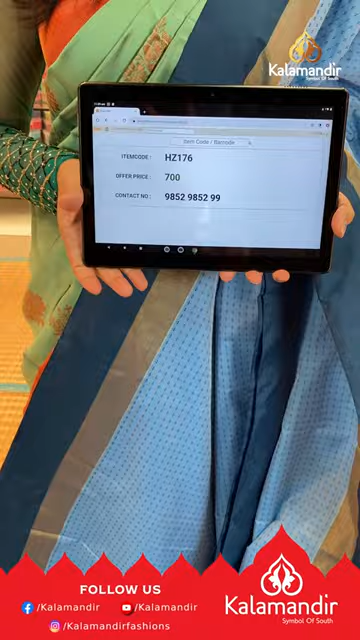 Kalamandir
Symbol Of South
Item Code / Barcode
ITEMCODE : HZ176
OFFER PRICE : 700
CONTACT NO : 9852 9852 99
FOLLOW US
/Kalamandir
/Kalamandir
/Kalamandirfashions
Kalamandir
Symbol Of South